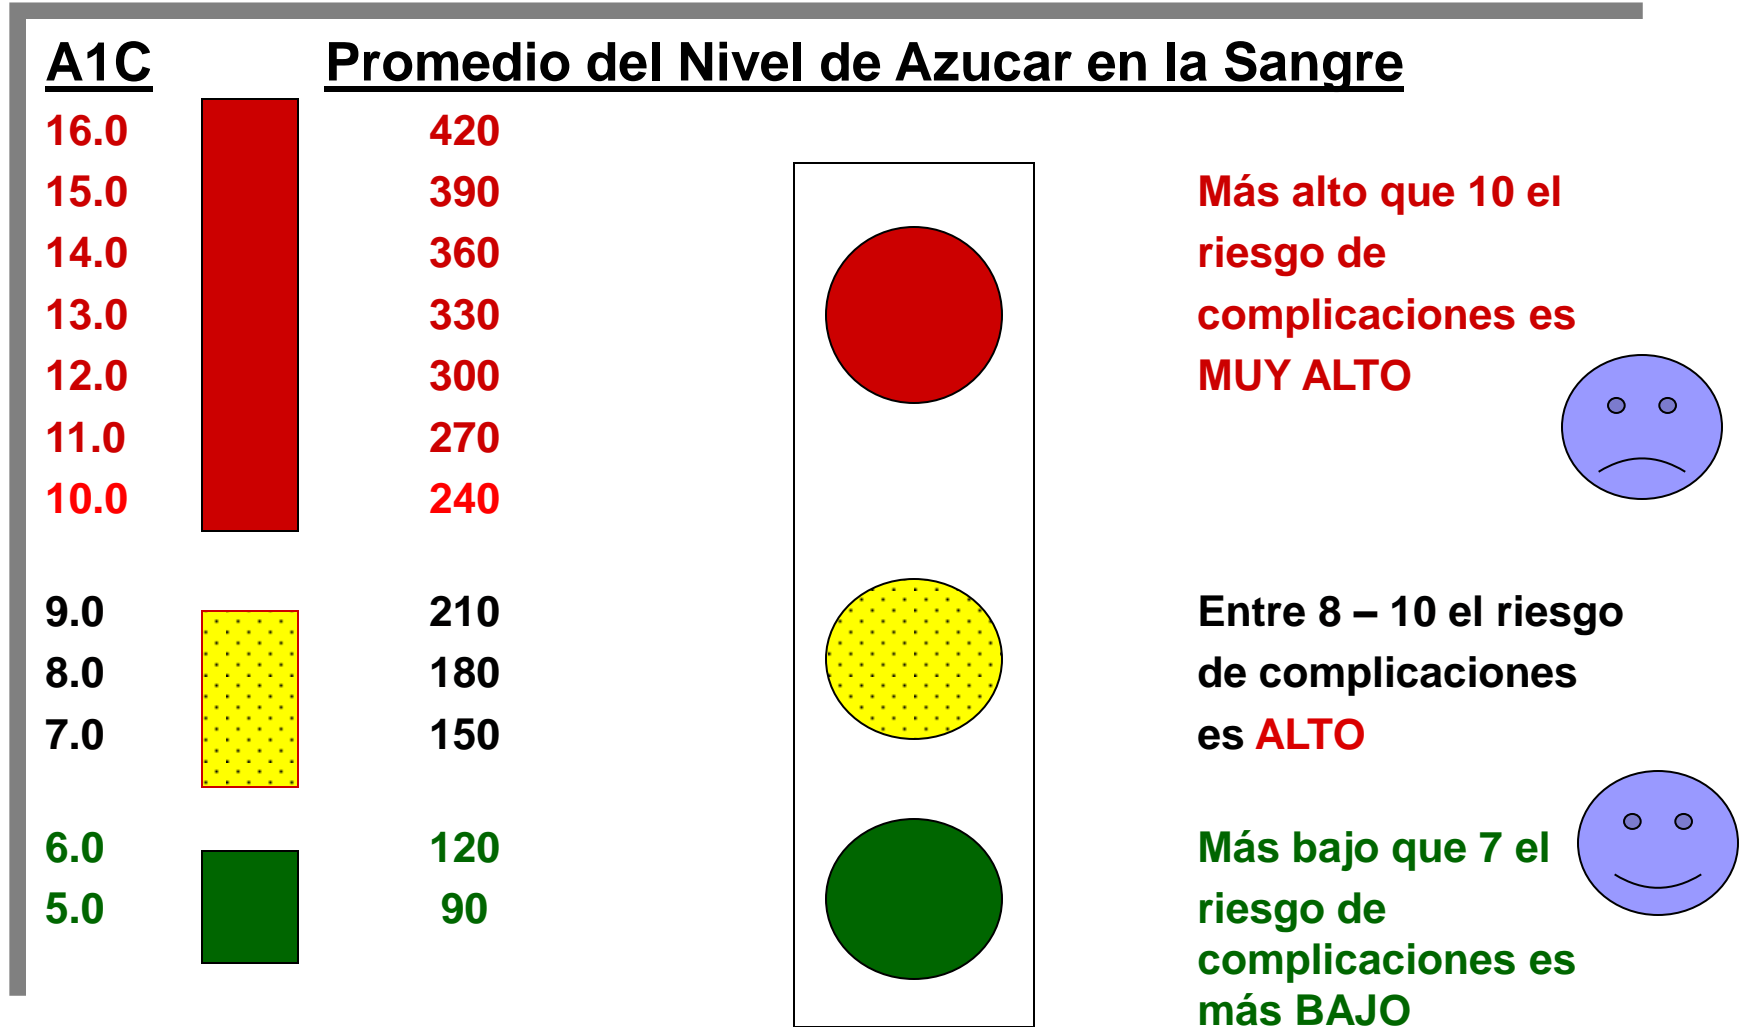 A1C Promedio del Nivel de Azucar en la Sangre
16.0 420
15.0 390 Más alto que 10 el
14.0 360 riesgo de
13.0 330 complicaciones es
12.0 300 MUY ALTO
11.0 270
10.0 240
9.0 210 Entre 8 – 10 el riesgo
8.0 180 de complicaciones
7.0 150 es ALTO
6.0 120 Más bajo que 7 el
5.0 90 riesgo de
complicaciones es
más BAJO